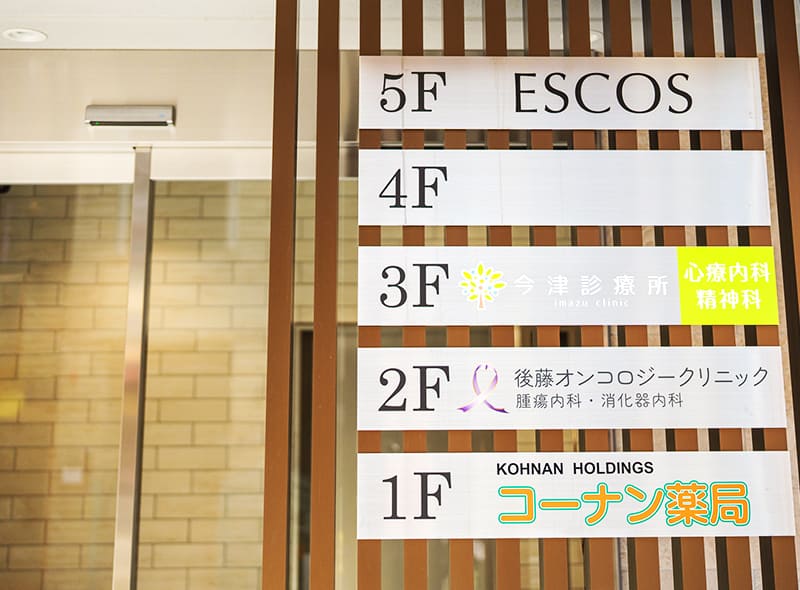 5F ESCOS
4F
3F 今津診療所 心療内科
imazu clinic 精神科
2F 後藤オンコロジークリニック
腫瘍内科・消化器内科
1F KOHNAN HOLDINGS
コーナン薬局